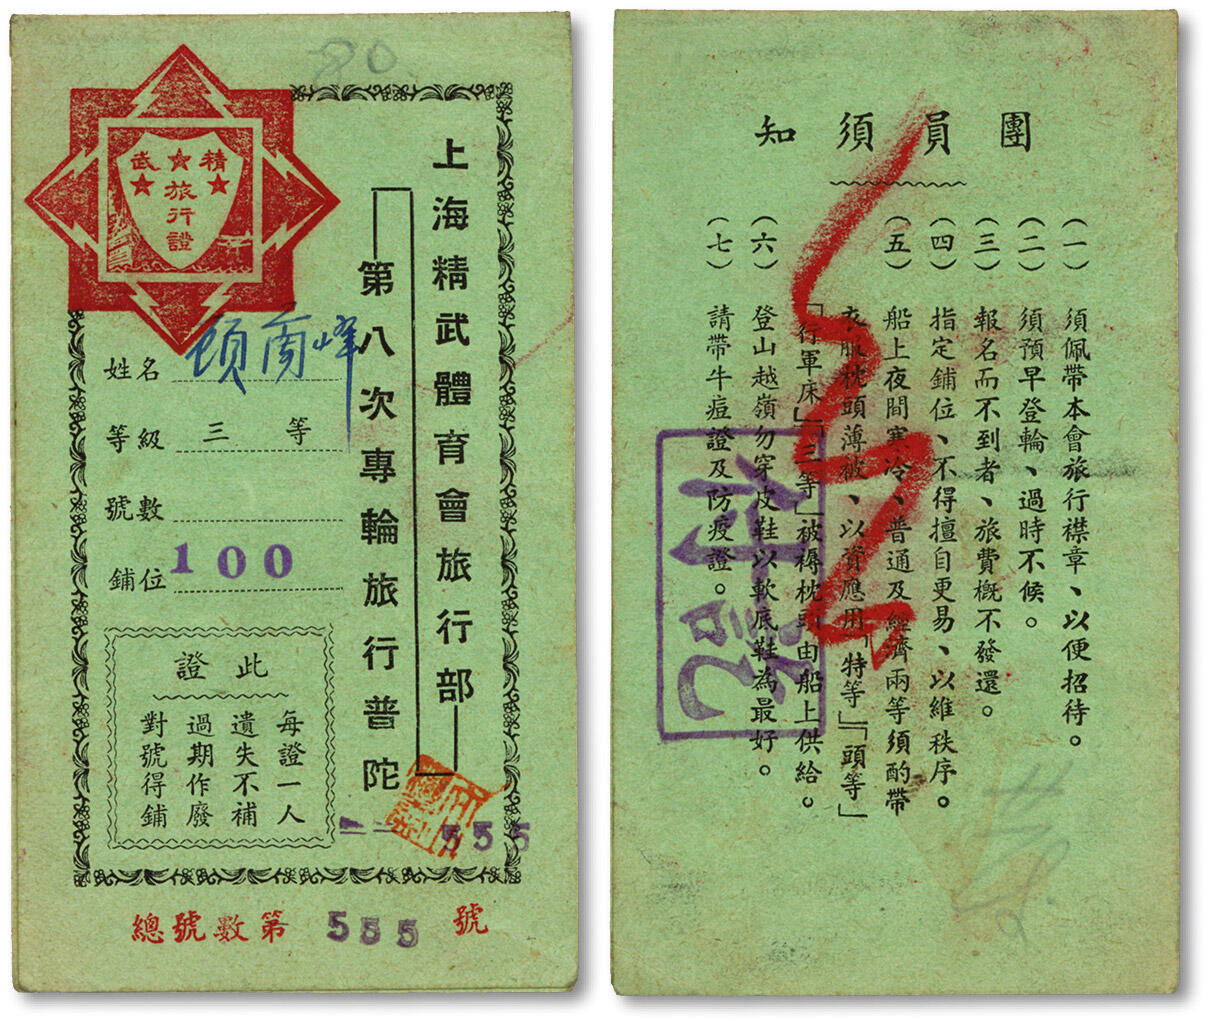 80
精武
旅行證
上海精武體育會旅行部
第八次專輪旅行普陀
姓名
等級 三等
號數
鋪位 100
此證
每證一人
遺失不補
過期作廢
對號得鋪
555
總號數第 555 號
團員須知
(一) 須佩帶本會旅行襟章、以便招待。
(二) 須預早登輪、過時不候。
(三) 報名而不到者、旅費概不發還。
(四) 指定鋪位、不得擅自更易、以維秩序。
(五) 船上夜間寒冷、普通及經濟兩等須酌帶
衣服枕頭薄被、以資應用「特等」「頭等」
「行軍床」「三等」被褥枕頭由船上供給。
(六) 登山越嶺勿穿皮鞋以軟底鞋為最好。
(七) 請帶牛痘證及防疫證。